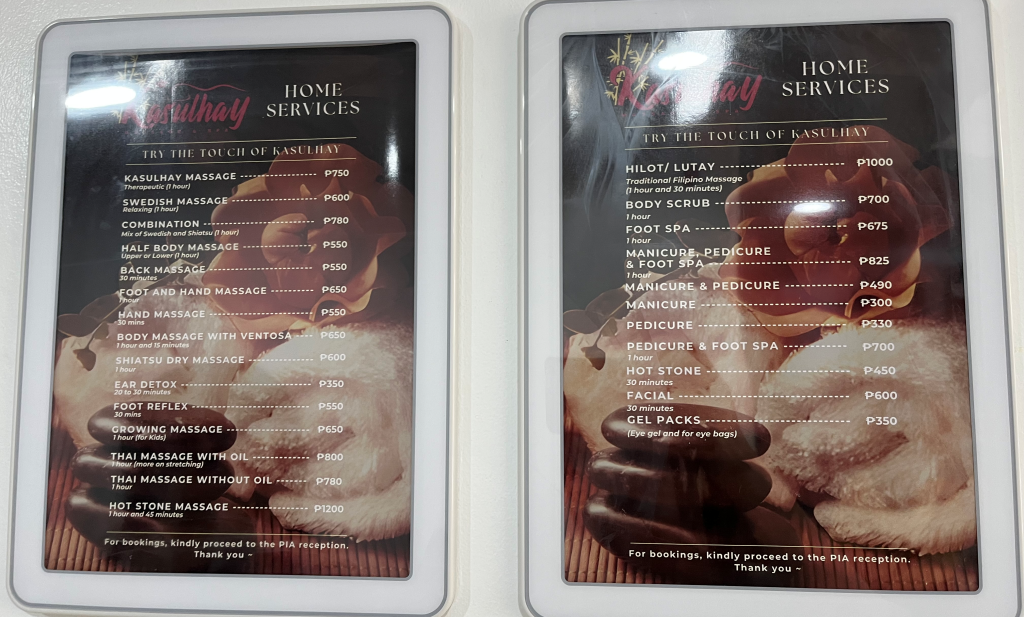 Kasulhay
HOME
SERVICES
TRY THE TOUCH OF KASULHAY
KASULHAY MASSAGE ---------------- ₱750
Therapeutic (1 hour)
SWEDISH MASSAGE ---------------- ₱600
Relaxing (1 hour)
COMBINATION ---------------- ₱780
Mix of Swedish and Shiatsu (1 hour)
HALF BODY MASSAGE ---------------- ₱550
Upper or Lower (1 hour)
BACK MASSAGE ---------------- ₱550
30 minutes
FOOT AND HAND MASSAGE ---------- ₱650
1 hour
HAND MASSAGE ---------------- ₱550
30 mins
BODY MASSAGE WITH VENTOSA ---- ₱650
1 hour and 15 minutes
SHIATSU DRY MASSAGE ------------ ₱600
1 hour
EAR DETOX ---------------- ₱350
20 to 30 minutes
FOOT REFLEX ---------------- ₱550
30 mins
GROWING MASSAGE ---------------- ₱650
1 hour (for Kids)
THAI MASSAGE WITH OIL ---------- ₱800
1 hour (more on stretching)
THAI MASSAGE WITHOUT OIL ------- ₱780
1 hour
HOT STONE MASSAGE -------------- ₱1200
1 hour and 45 minutes
For bookings, kindly proceed to the PIA reception.
Thank you ~
Kasulhay
HOME
SERVICES
TRY THE TOUCH OF KASULHAY
HILOT/ LUTAY ---------------- ₱1000
Traditional Filipino Massage
(1 hour and 30 minutes)
BODY SCRUB ---------------- ₱700
1 hour
FOOT SPA ---------------- ₱675
1 hour
MANICURE, PEDICURE
& FOOT SPA ---------------- ₱825
1 hour
MANICURE & PEDICURE ---------- ₱490
MANICURE ---------------- ₱300
PEDICURE ---------------- ₱330
PEDICURE & FOOT SPA ---------- ₱700
1 hour
HOT STONE ---------------- ₱450
30 minutes
FACIAL ---------------- ₱600
30 minutes
GEL PACKS ---------------- ₱350
(Eye gel and for eye bags)
For bookings, kindly proceed to the PIA reception.
Thank you ~